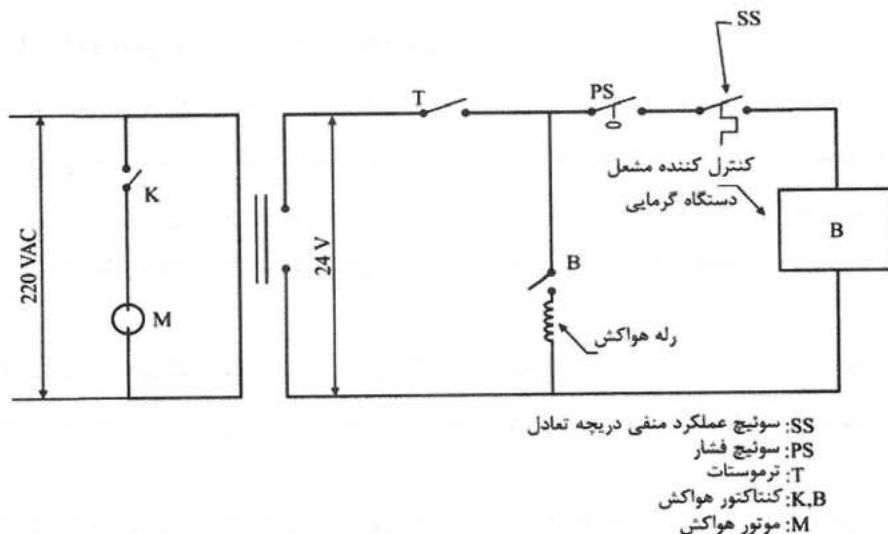 SS
T
PS
کنترل کننده مشعل
دستگاه گرمایی
B
K
220 VAC
24 V
B
M
رله هواکش
SS: سوئیچ عملکرد منفی دریچه تعادل
PS: سوئیچ فشار
T: ترموستات
K,B: کنتاکتور هواکش
M: موتور هواکش